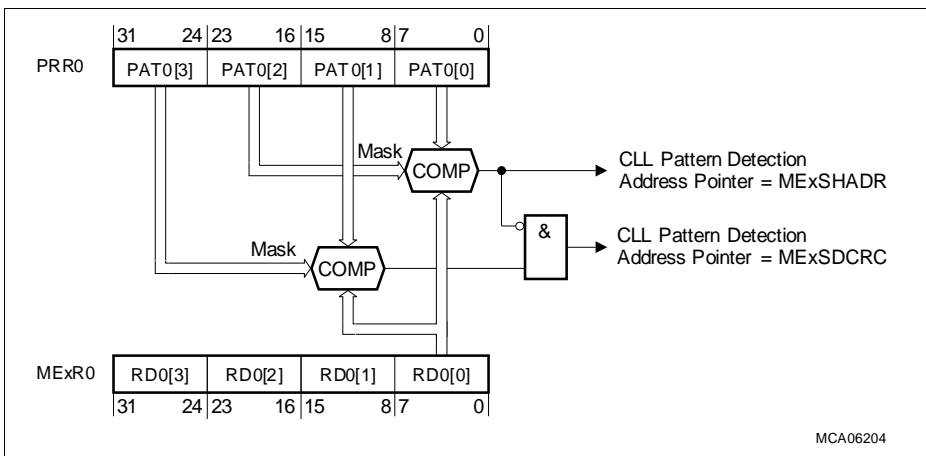 31 24 23 16 15 8 7 0
PRR0 PAT0[3] PAT0[2] PAT0[1] PAT0[0]
Mask
COMP
CLL Pattern Detection
Address Pointer = MExSHADR
&
CLL Pattern Detection
Address Pointer = MExSDCRC
Mask
COMP
MExR0 RD0[3] RD0[2] RD0[1] RD0[0]
31 24 23 16 15 8 7 0
MCA06204